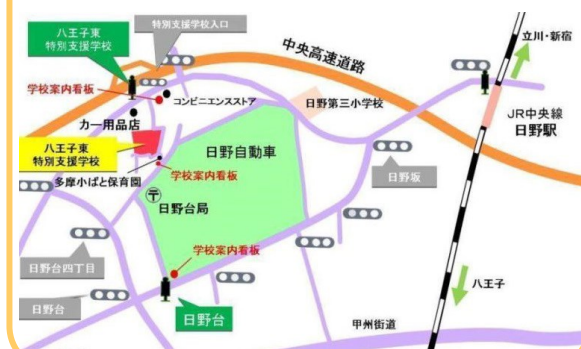 八王子東
特別支援学校
特別支援学校入口
中央高速道路
立川・新宿
学校案内看板
コンビニエンスストア
カー用品店
日野第三小学校
JR中央線
日野駅
八王子東
特別支援学校
日野自動車
学校案内看板
多摩小ばと保育園
日野坂
〒
日野台局
学校案内看板
日野台四丁目
八王子
日野台
日野台
甲州街道